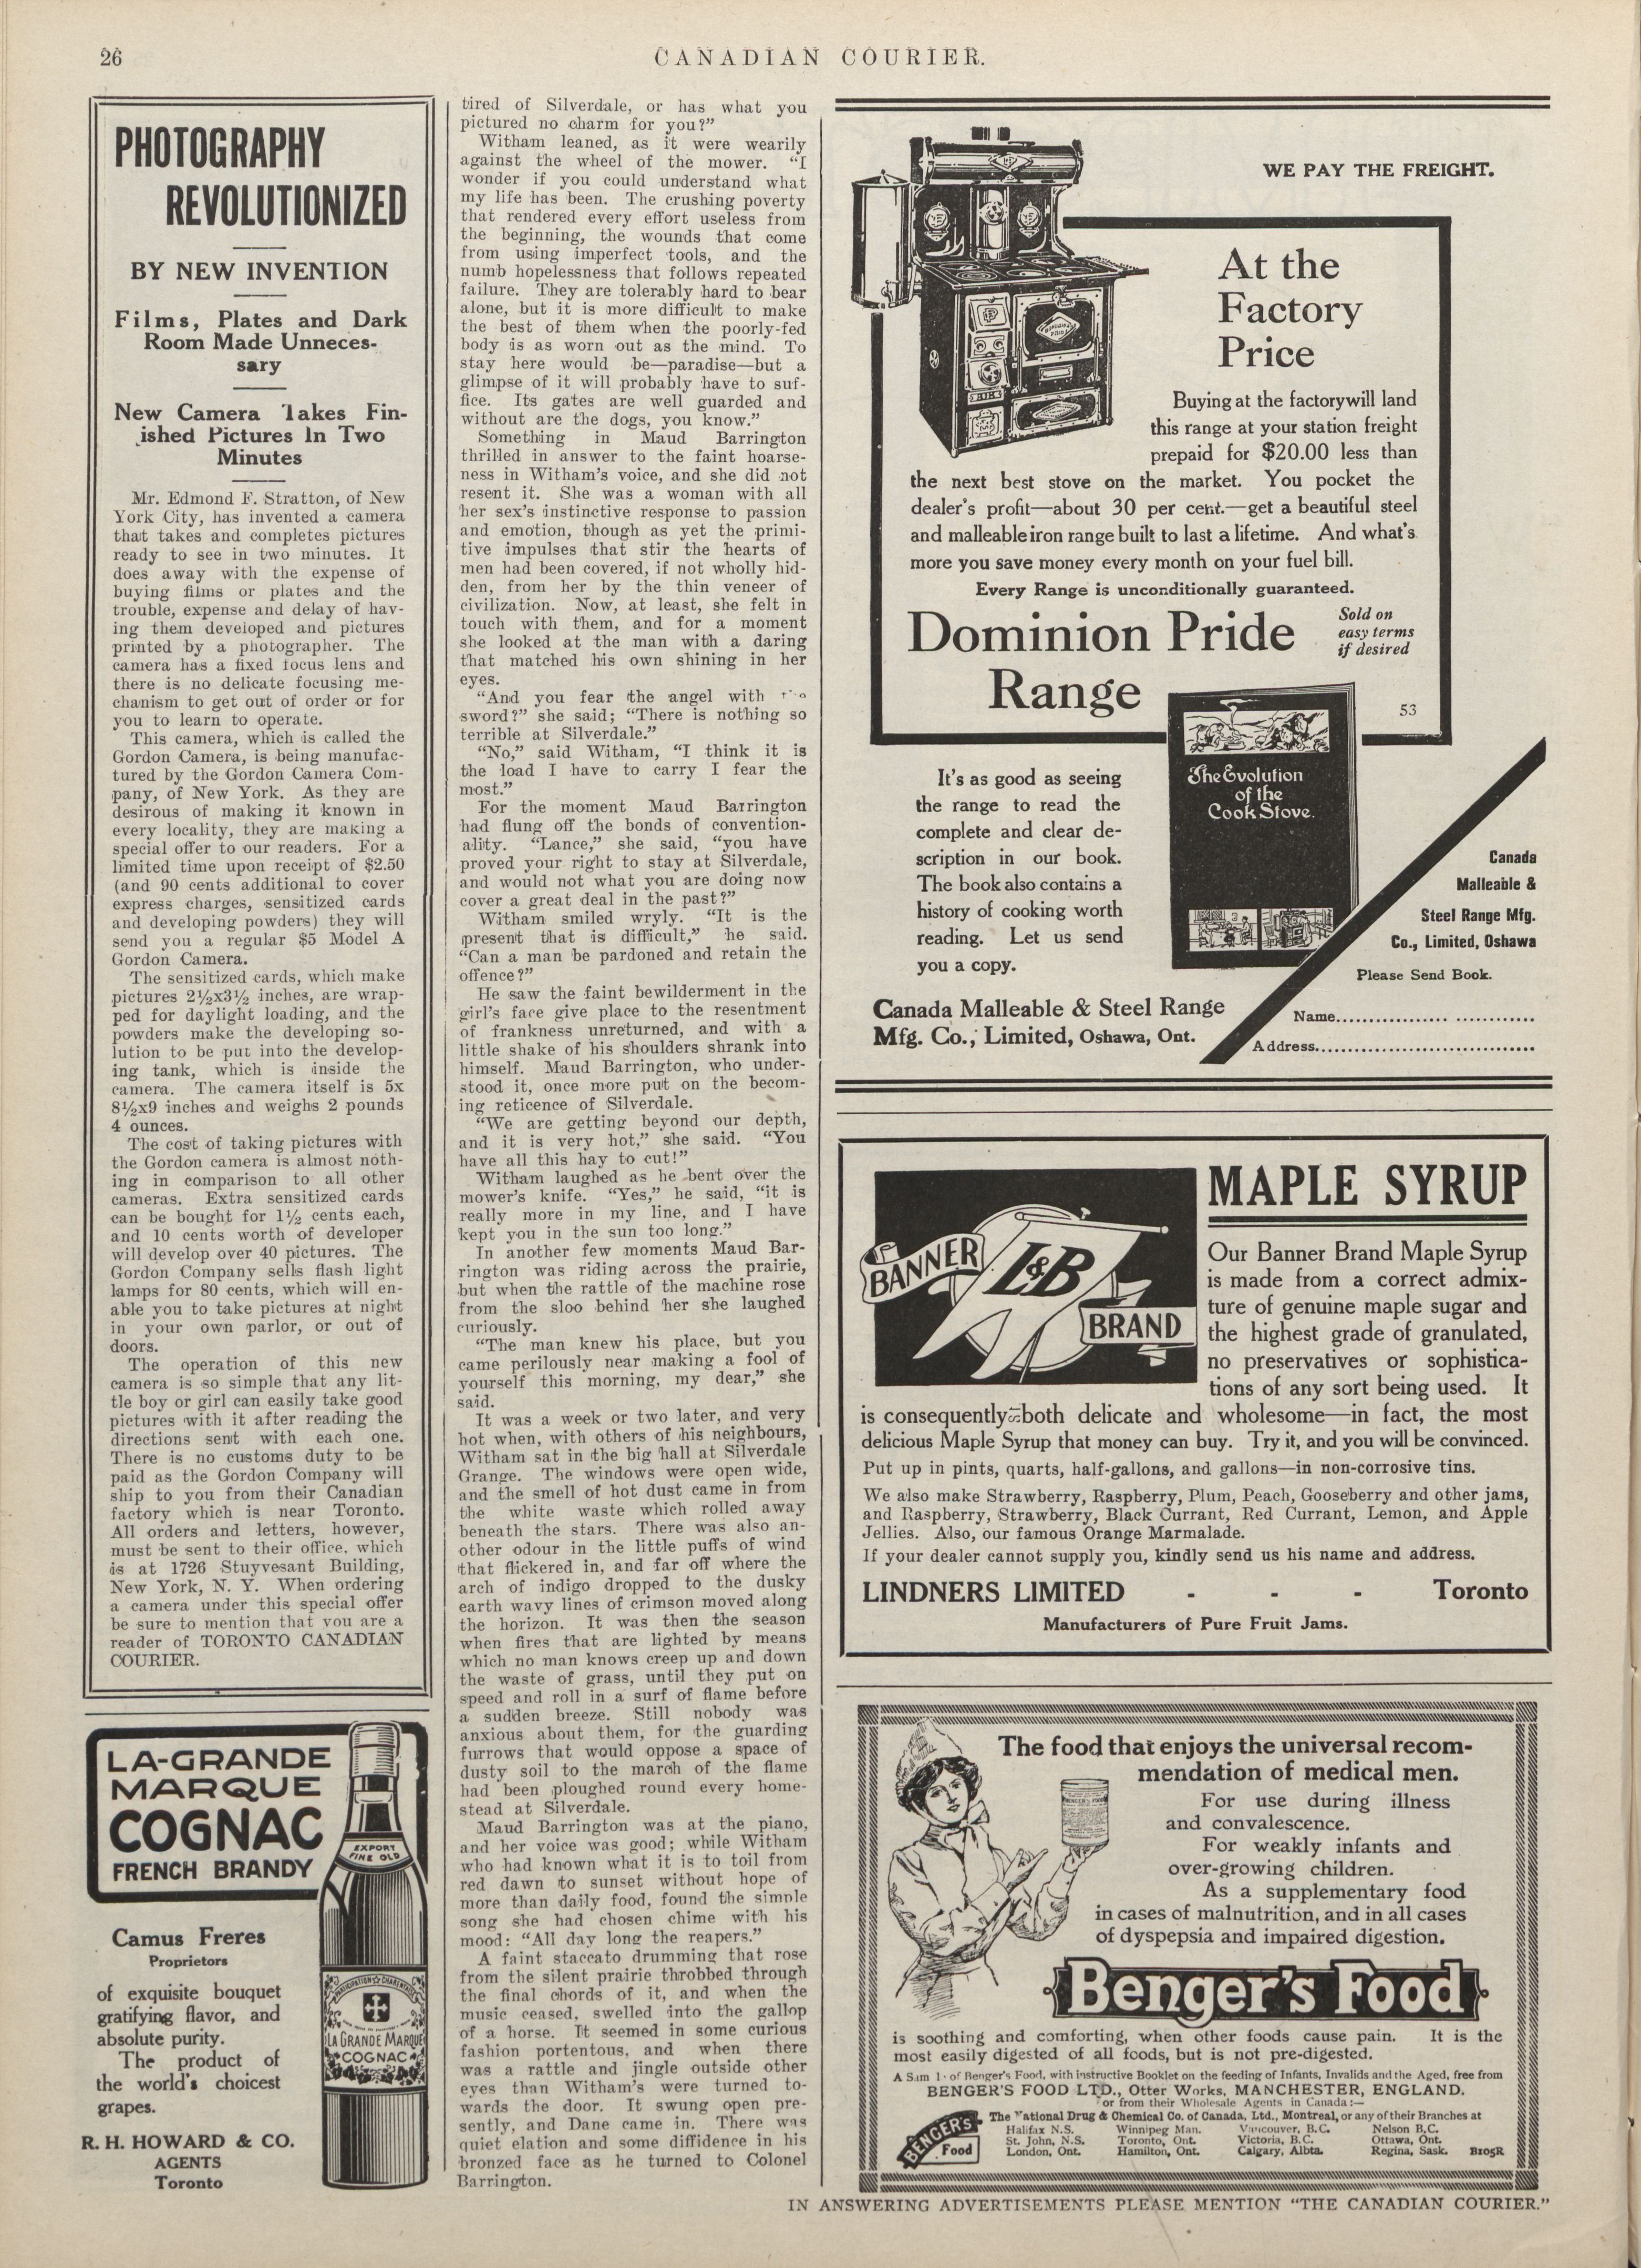 26
CANADIAN COURIER.
PHOTOGRAPHY
REVOLUTIONIZED
BY NEW INVENTION
Films, Plates and Dark
Room Made Unneces-
sary
New Camera Takes Fin-
ished Pictures In Two
Minutes
Mr. Edmond F. Stratton, of New
York City, has invented a camera
that takes and completes pictures
ready to see in two minutes. It
does away with the expense of
buying films or plates and the
trouble, expense and delay of hav-
ing them developed and pictures
printed by a photographer. The
camera has a fixed focus lens and
there is no delicate focusing me-
chanism to get out of order or for
you to learn to operate.
This camera, which is called the
Gordon Camera, is being manufac-
tured by the Gordon Camera Com-
pany, of New York. As they are
desirous of making it known in
every locality, they are making a
special offer to our readers. For a
limited time upon receipt of $2.50
(and 90 cents additional to cover
express charges, sensitized cards
and developing powders) they will
send you a regular $5 Model A
Gordon Camera.
The sensitized cards, which make
pictures 2½x3½ inches, are wrap-
ped for daylight loading, and the
powders make the developing so-
lution to be put into the develop-
ing tank, which is inside the
camera. The camera itself is 5x
8½x9 inches and weighs 2 pounds
4 ounces.
The cost of taking pictures with
the Gordon camera is almost noth-
ing in comparison to all other
cameras. Extra sensitized cards
can be bought for 1½ cents each,
and 10 cents worth of developer
will develop over 40 pictures. The
Gordon Company sells flash light
lamps for 80 cents, which will en-
able you to take pictures at night
in your own parlor, or out of
doors.
The operation of this new
camera is so simple that any lit-
tle boy or girl can easily take good
pictures with it after reading the
directions sent with each one.
There is no customs duty to be
paid as the Gordon Company will
ship to you from their Canadian
factory which is near Toronto.
All orders and letters, however,
must be sent to their office, which
is at 1726 Stuyvesant Building,
New York, N. Y. When ordering
a camera under this special offer
be sure to mention that you are a
reader of TORONTO CANADIAN
COURIER.
LA-GRANDE
MARQUE
COGNAC
FRENCH BRANDY
EXPORT
FINE OLD
Camus Freres
Proprietors
of exquisite bouquet
gratifying flavor, and
absolute purity.
The product of
the world's choicest
grapes.
R. H. HOWARD & CO.
AGENTS
Toronto
LA GRANDE MARQUE
COGNAC
tired of Silverdale, or has what you
pictured no charm for you?"
Witham leaned, as it were wearily
against the wheel of the mower. "I
wonder if you could understand what
my life has been. The crushing poverty
that rendered every effort useless from
the beginning, the wounds that come
from using imperfect tools, and the
numb hopelessness that follows repeated
failure. They are tolerably hard to bear
alone, but it is more difficult to make
the best of them when the poorly-fed
body is as worn out as the mind. To
stay here would be—paradise—but a
glimpse of it will probably have to suf-
fice. Its gates are well guarded and
without are the dogs, you know."
Something in Maud Barrington
thrilled in answer to the faint hoarse-
ness in Witham's voice, and she did not
resent it. She was a woman with all
her sex's instinctive response to passion
and emotion, though as yet the primi-
tive impulses that stir the hearts of
men had been covered, if not wholly hid-
den, from her by the thin veneer of
civilization. Now, at least, she felt in
touch with them, and for a moment
she looked at the man with a daring
that matched his own shining in her
eyes.
"And you fear the angel with the
sword?" she said; "There is nothing so
terrible at Silverdale."
"No," said Witham, "I think it is
the load I have to carry I fear the
most."
For the moment Maud Barrington
had flung off the bonds of convention-
ality. "Lance," she said, "you have
proved your right to stay at Silverdale,
and would not what you are doing now
cover a great deal in the past?"
Witham smiled wryly. "It is the
present that is difficult," he said.
"Can a man be pardoned and retain the
offence?"
He saw the faint bewilderment in the
girl's face give place to the resentment
of frankness unreturned, and with a
little shake of his shoulders shrank into
himself. Maud Barrington, who under-
stood it, once more put on the becom-
ing reticence of Silverdale.
"We are getting beyond our depth,
and it is very hot," she said. "You
have all this hay to cut!"
Witham laughed as he bent over the
mower's knife. "Yes," he said, "it is
really more in my line, and I have
kept you in the sun too long."
In another few moments Maud Bar-
rington was riding across the prairie,
but when the rattle of the machine rose
from the sloo behind her she laughed
curiously.
"The man knew his place, but you
came perilously near making a fool of
yourself this morning, my dear," she
said.
It was a week or two later, and very
hot when, with others of his neighbours,
Witham sat in the big hall at Silverdale
Grange. The windows were open wide,
and the smell of hot dust came in from
the white waste which rolled away
beneath the stars. There was also an-
other odour in the little puffs of wind
that flickered in, and far off where the
arch of indigo dropped to the dusky
earth wavy lines of crimson moved along
the horizon. It was then the season
when fires that are lighted by means
which no man knows creep up and down
the waste of grass, until they put on
speed and roll in a surf of flame before
a sudden breeze. Still nobody was
anxious about them, for the guarding
furrows that would oppose a space of
dusty soil to the march of the flame
had been ploughed round every home-
stead at Silverdale.
Maud Barrington was at the piano,
and her voice was good; while Witham
who had known what it is to toil from
red dawn to sunset without hope of
more than daily food, found the simple
song she had chosen chime with his
mood: "All day long the reapers."
A faint staccato drumming that rose
from the silent prairie throbbed through
the final chords of it, and when the
music ceased, swelled into the gallop
of a horse. It seemed in some curious
fashion portentous, and when there
was a rattle and jingle outside other
eyes than Witham's were turned to-
wards the door. It swung open pre-
sently, and Dane came in. There was
quiet elation and some diffidence in his
bronzed face as he turned to Colonel
Barrington.
WE PAY THE FREIGHT.
At the
Factory
Price
Buying at the factory will land
this range at your station freight
prepaid for $20.00 less than
the next best stove on the market. You pocket the
dealer's profit—about 30 per cent.—get a beautiful steel
and malleable iron range built to last a lifetime. And what's
more you save money every month on your fuel bill.
Every Range is unconditionally guaranteed.
Dominion Pride
Range
Sold on
easy terms
if desired
53
It's as good as seeing
the range to read the
complete and clear de-
scription in our book.
The book also contains a
history of cooking worth
reading. Let us send
you a copy.
The Evolution
of the
Cook Stove.
Canada Malleable & Steel Range
Mfg. Co., Limited, Oshawa, Ont.
Canada
Malleable &
Steel Range Mfg.
Co., Limited, Oshawa
Please Send Book.
Name..............................
Address..............................
BANNER
L&B
BRAND
MAPLE SYRUP
Our Banner Brand Maple Syrup
is made from a correct admix-
ture of genuine maple sugar and
the highest grade of granulated,
no preservatives or sophistica-
tions of any sort being used. It
is consequently both delicate and wholesome—in fact, the most
delicious Maple Syrup that money can buy. Try it, and you will be convinced.
Put up in pints, quarts, half-gallons, and gallons—in non-corrosive tins.
We also make Strawberry, Raspberry, Plum, Peach, Gooseberry and other jams,
and Raspberry, Strawberry, Black Currant, Red Currant, Lemon, and Apple
Jellies. Also, our famous Orange Marmalade.
If your dealer cannot supply you, kindly send us his name and address.
LINDNERS LIMITED - - - Toronto
Manufacturers of Pure Fruit Jams.
The food that enjoys the universal recom-
mendation of medical men.
For use during illness
and convalescence.
For weakly infants and
over-growing children.
As a supplementary food
in cases of malnutrition, and in all cases
of dyspepsia and impaired digestion.
Benger's Food
is soothing and comforting, when other foods cause pain. It is the
most easily digested of all foods, but is not pre-digested.
A of Benger's Food, with instructive Booklet on the feeding of Infants, Invalids and the Aged, free from
BENGER'S FOOD LTD., Otter Works, MANCHESTER, ENGLAND.
or from their Wholesale Agents in Canada:—
The National Drug & Chemical Co. of Canada, Ltd., Montreal, or any of their Branches at
Halifax N.S. Winnipeg Man. Vancouver, B.C. Nelson B.C.
St. John, N.S. Toronto, Ont. Victoria, B.C. Ottawa, Ont.
London, Ont. Hamilton, Ont. Calgary, Albta. Regina, Sask. B105R
BENGER'S
Food
IN ANSWERING ADVERTISEMENTS PLEASE MENTION "THE CANADIAN COURIER."